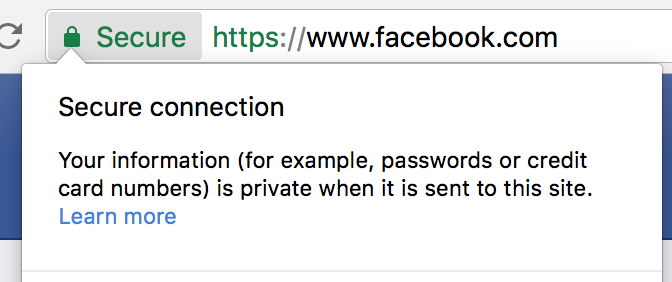 Secure https://www.facebook.com
Secure connection
Your information (for example, passwords or credit
card numbers) is private when it is sent to this site.
Learn more